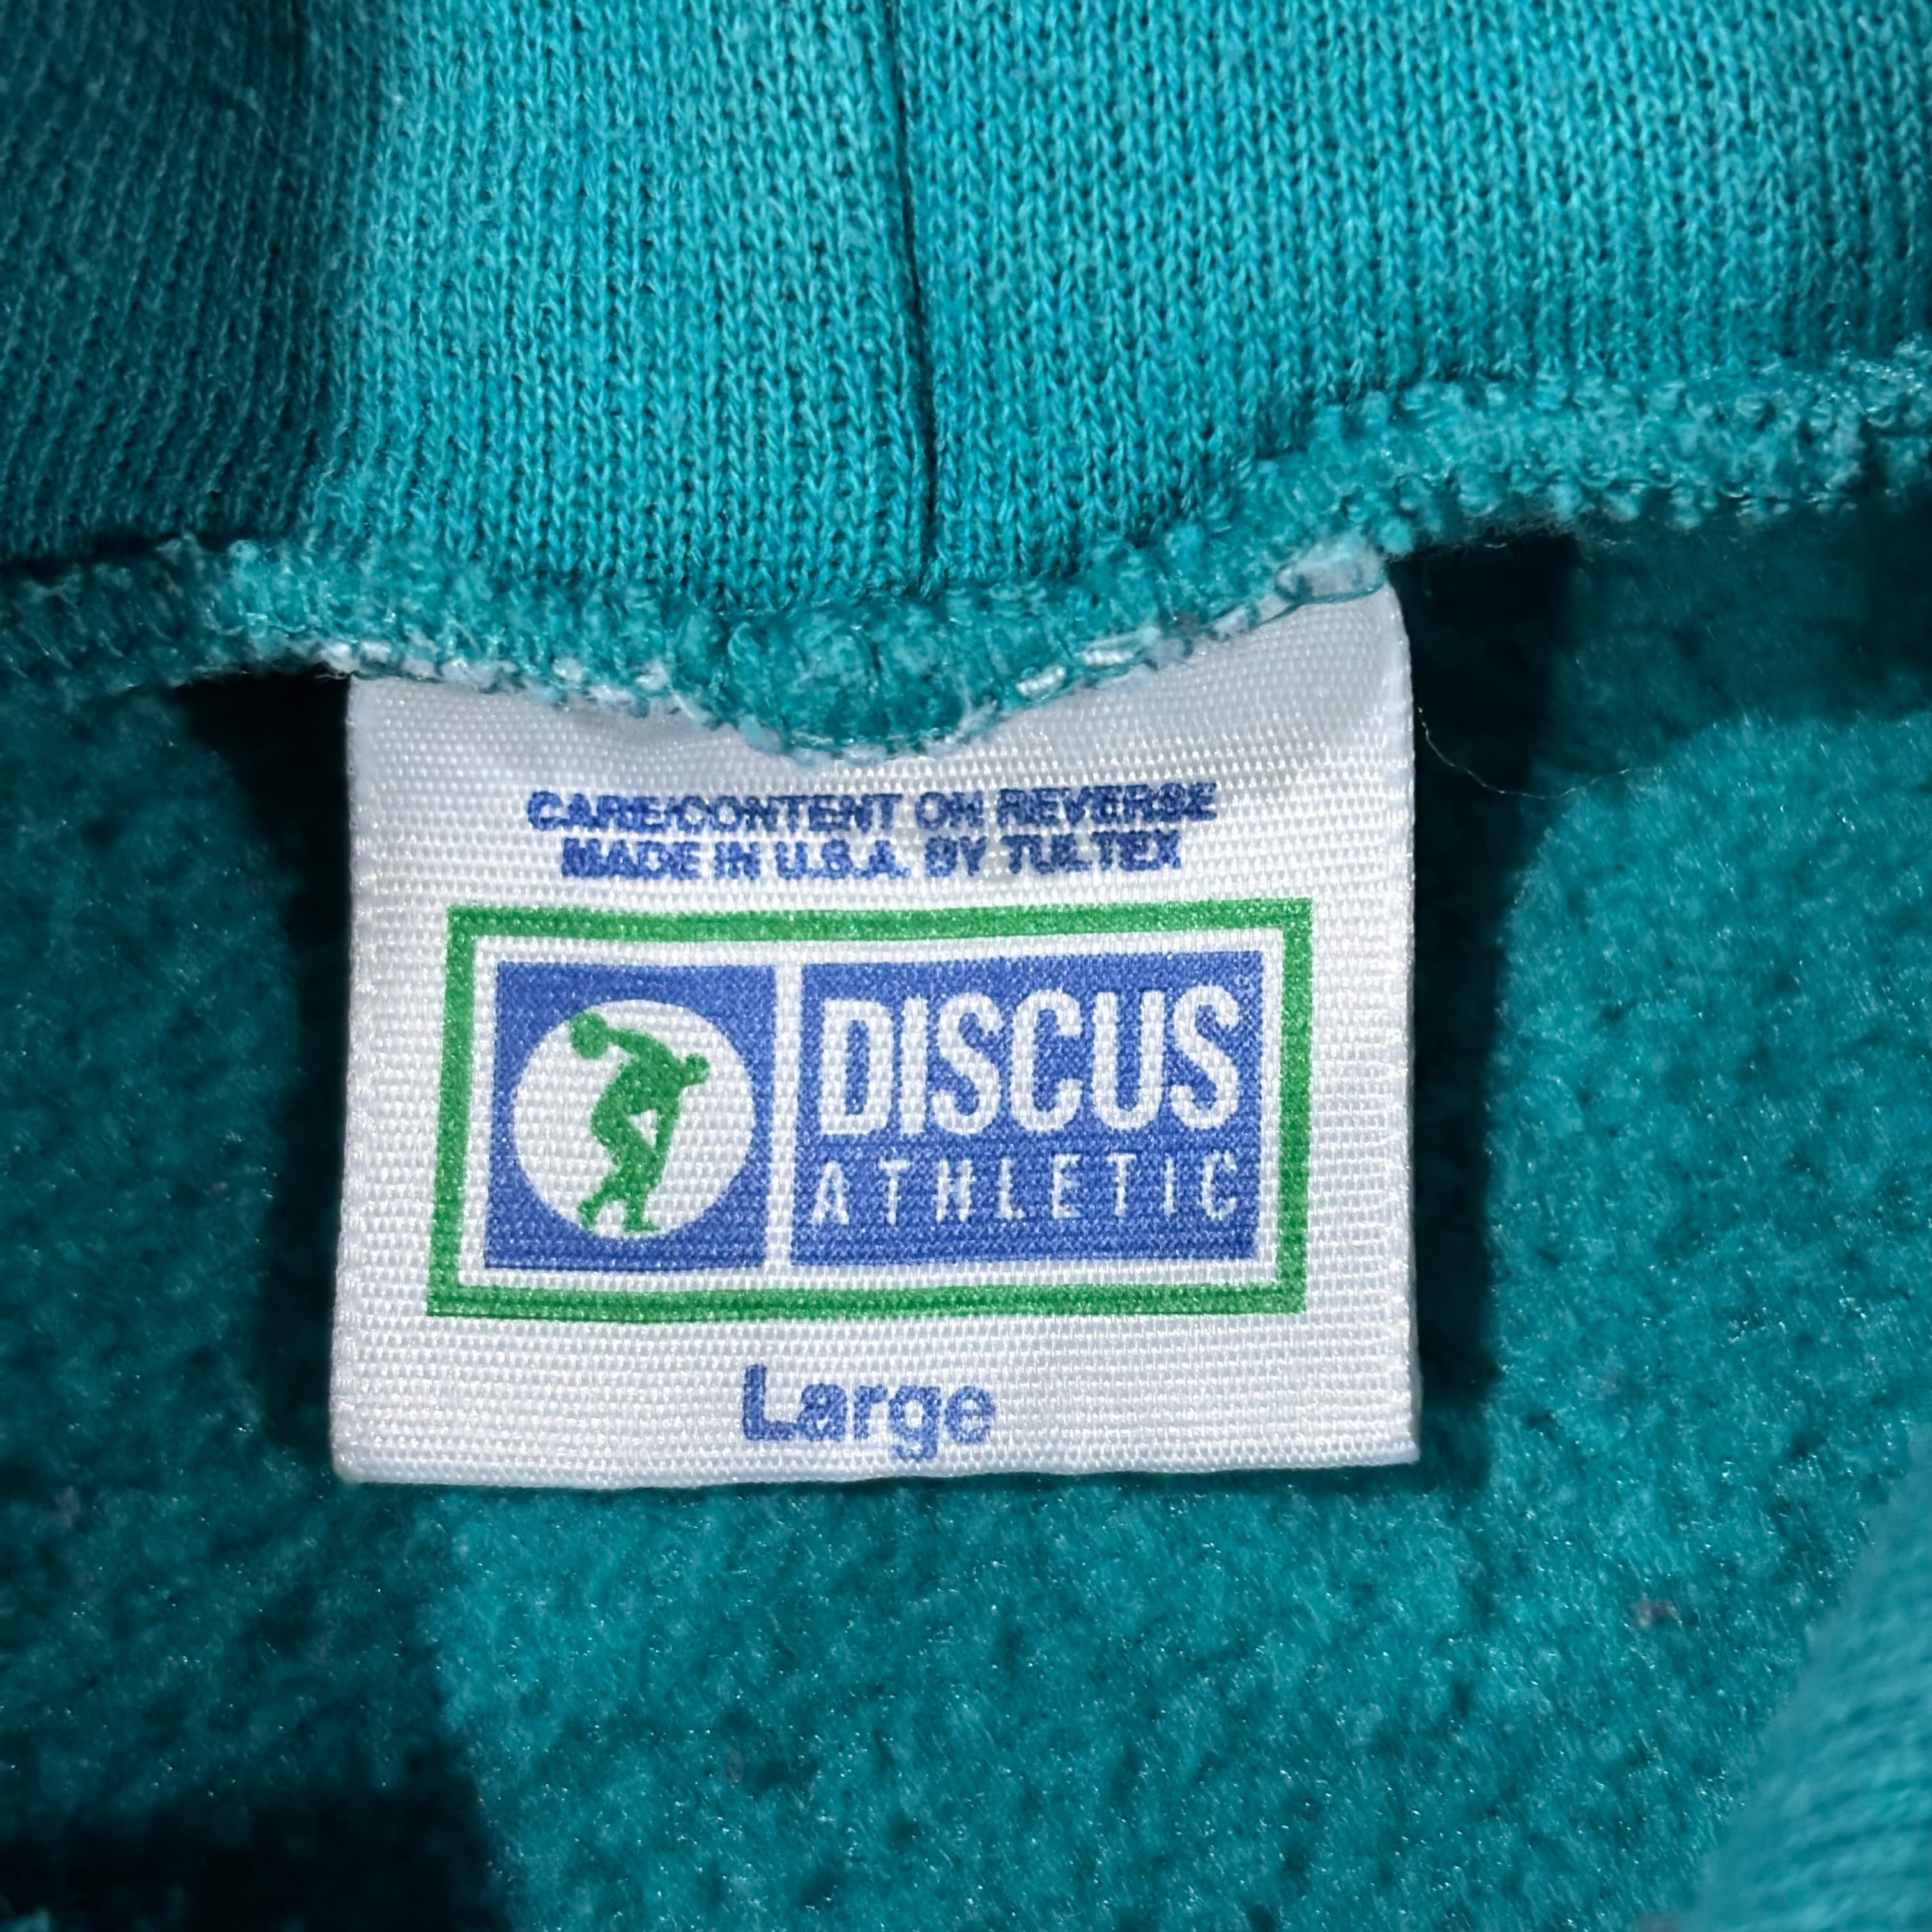 CARE/CONTENT ON REVERSE
MADE IN U.S.A. BY TULTEX
DISCUS
ATHLETIC
Large